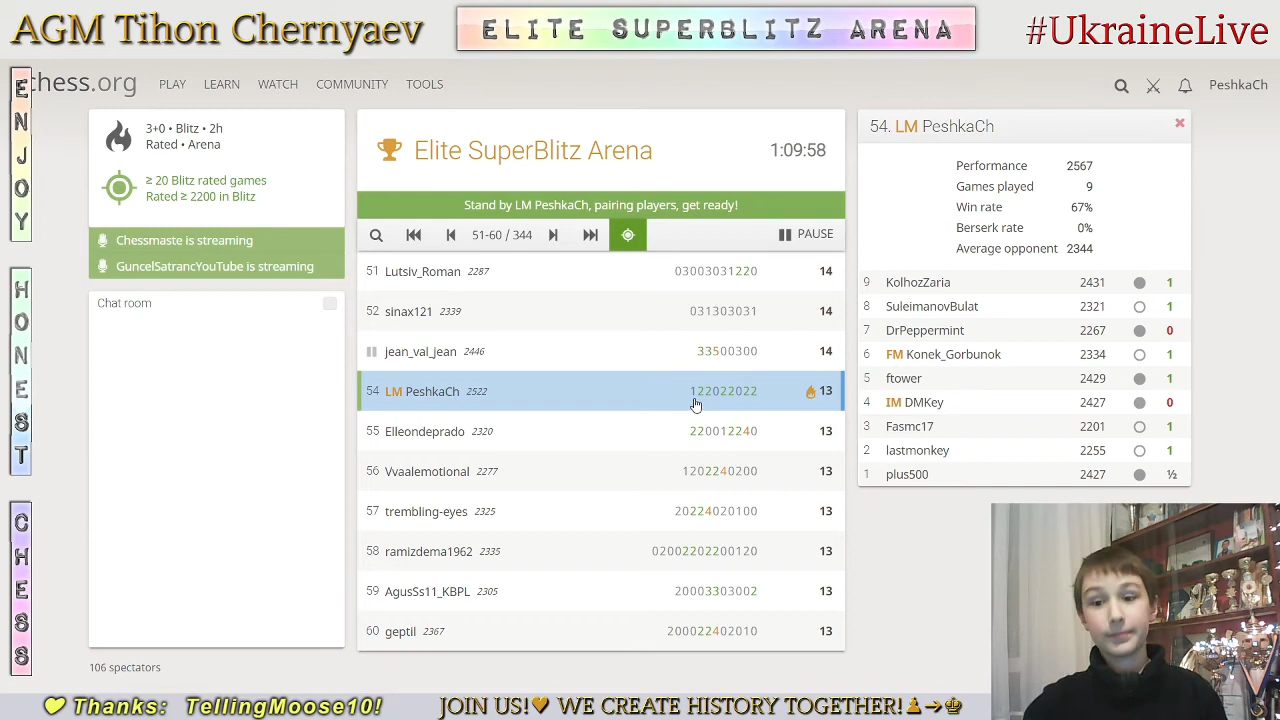 AGM Tihon Chernyaev
ELITE SUPERBLITZ ARENA
#UkraineLive
ENJOY
HONEST
CHESS
chess.org
PLAY
LEARN
WATCH
COMMUNITY
TOOLS
PeshkaCh
3+0 • Blitz • 2h
Rated • Arena
≥ 20 Blitz rated games
Rated ≥ 2200 in Blitz
Chessmaste is streaming
GuncelSatrancYouTube is streaming
Chat room
106 spectators
Elite SuperBlitz Arena 1:09:58
Stand by LM PeshkaCh, pairing players, get ready!
51-60 / 344 PAUSE
51 Lutsiv_Roman 2287 03003031220 14
52 sinax121 2339 031303031 14
jean_val_jean 2446 33500300 14
54 LM PeshkaCh 2522 122022022 13
55 Elleondeprado 2320 220012240 13
56 Vvaalemotional 2277 1202240200 13
57 trembling-eyes 2325 20224020100 13
58 ramizdema1962 2335 0200220220120 13
59 AgusSs11_KBPL 2305 20003303002 13
60 geptil 2367 200022402010 13
54. LM PeshkaCh
Performance 2567
Games played 9
Win rate 67%
Berserk rate 0%
Average opponent 2344
9 KolhozZaria 2431 1
8 SuleimanovBulat 2321 1
7 DrPeppermint 2267 0
6 FM Konek_Gorbunok 2334 1
5 ftower 2429 1
4 IM DMKey 2427 0
3 Fasmc17 2201 1
2 lastmonkey 2255 1
1 plus500 2427 ½
Thanks: TellingMoose10!
JOIN US! WE CREATE HISTORY TOGETHER!